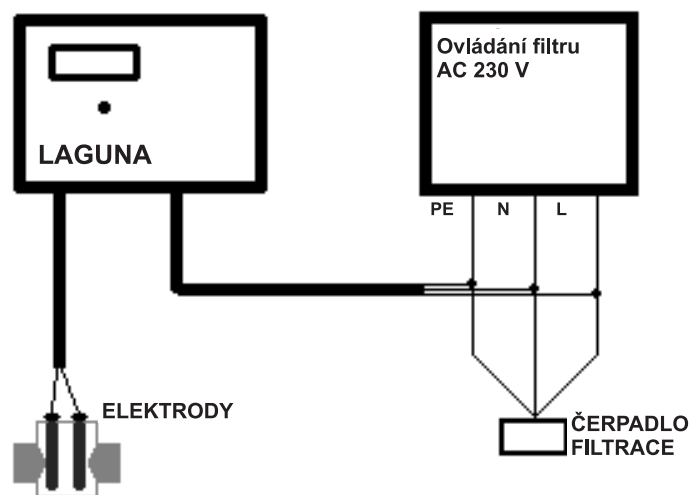 Ovládání filtru
AC 230 V
LAGUNA
PE N L
ELEKTRODY
ČERPADLO
FILTRACE